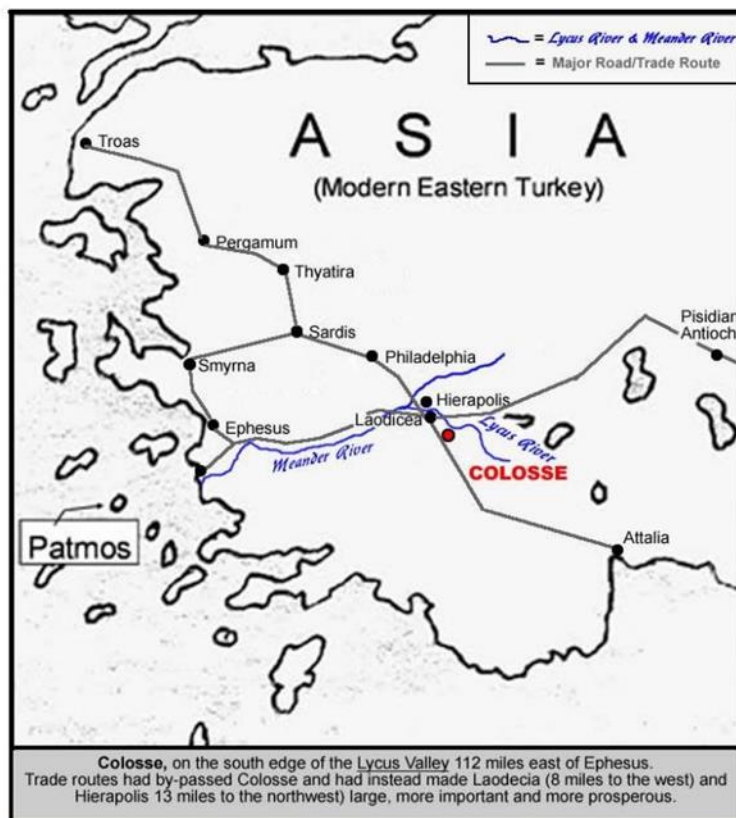 = Lycus River & Meander River
= Major Road/Trade Route
A S I A
(Modern Eastern Turkey)
Troas
Pergamum
Thyatira
Sardis
Pisidian
Antioch
Philadelphia
Smyrna
Hierapolis
Laodicea
Ephesus
Lycus River
Meander River
COLOSSE
Patmos
Attalia
Colosse, on the south edge of the Lycus Valley 112 miles east of Ephesus.
Trade routes had by-passed Colosse and had instead made Laodecia (8 miles to the west) and
Hierapolis 13 miles to the northwest) large, more important and more prosperous.